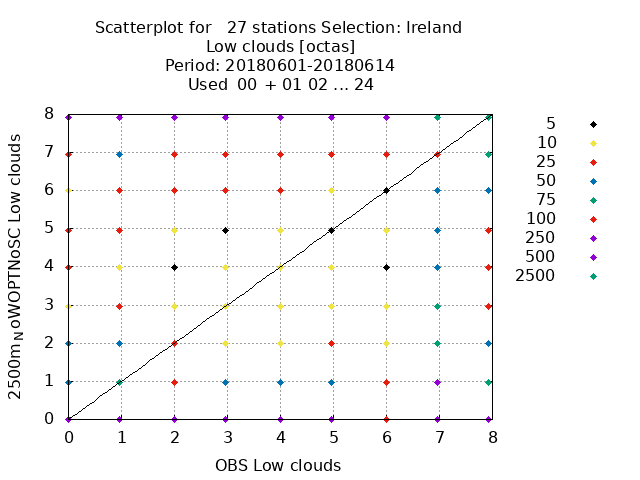 Scatterplot for   27 stations Selection: Ireland
Low clouds [octas]
Period: 20180601-20180614
Used  00 + 01 02 ... 24
8
7
6
5
4
3
2
1
0
2500m_NoWOPTNoSC Low clouds
0 1 2 3 4 5 6 7 8
OBS Low clouds
5
10
25
50
75
100
250
500
2500